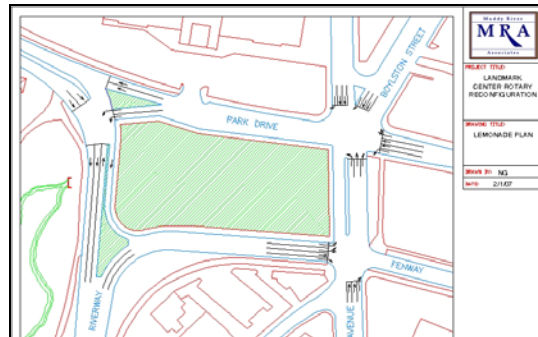 Muddy River
MRA
Associates
PROJECT TITLE:
LANDMARK
CENTER ROTARY
RECONFIGURATION
DRAWING TITLE:
LEMONADE PLAN
DRAWN BY: NG
DATE: 2/1/07
BOYLSTON STREET
PARK DRIVE
FENWAY
RIVERWAY
AVENUE